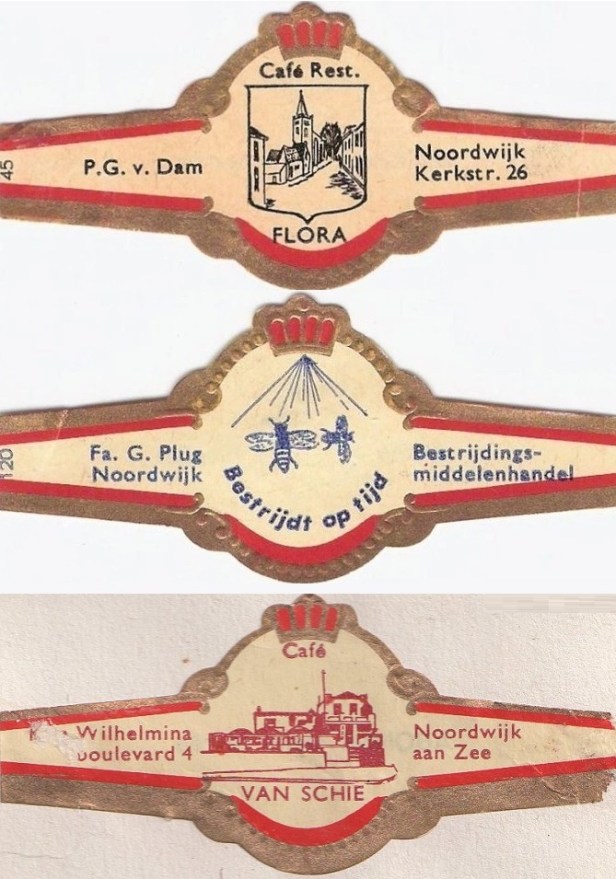 45
P.G. v. Dam
Café Rest.
FLORA
Noordwijk
Kerkstr. 26
120
Fa. G. Plug
Noordwijk
Bestrijdt op tijd
Bestrijdings-
middelenhandel
Café
Wilhelmina
boulevard 4
VAN SCHIE
Noordwijk
aan Zee